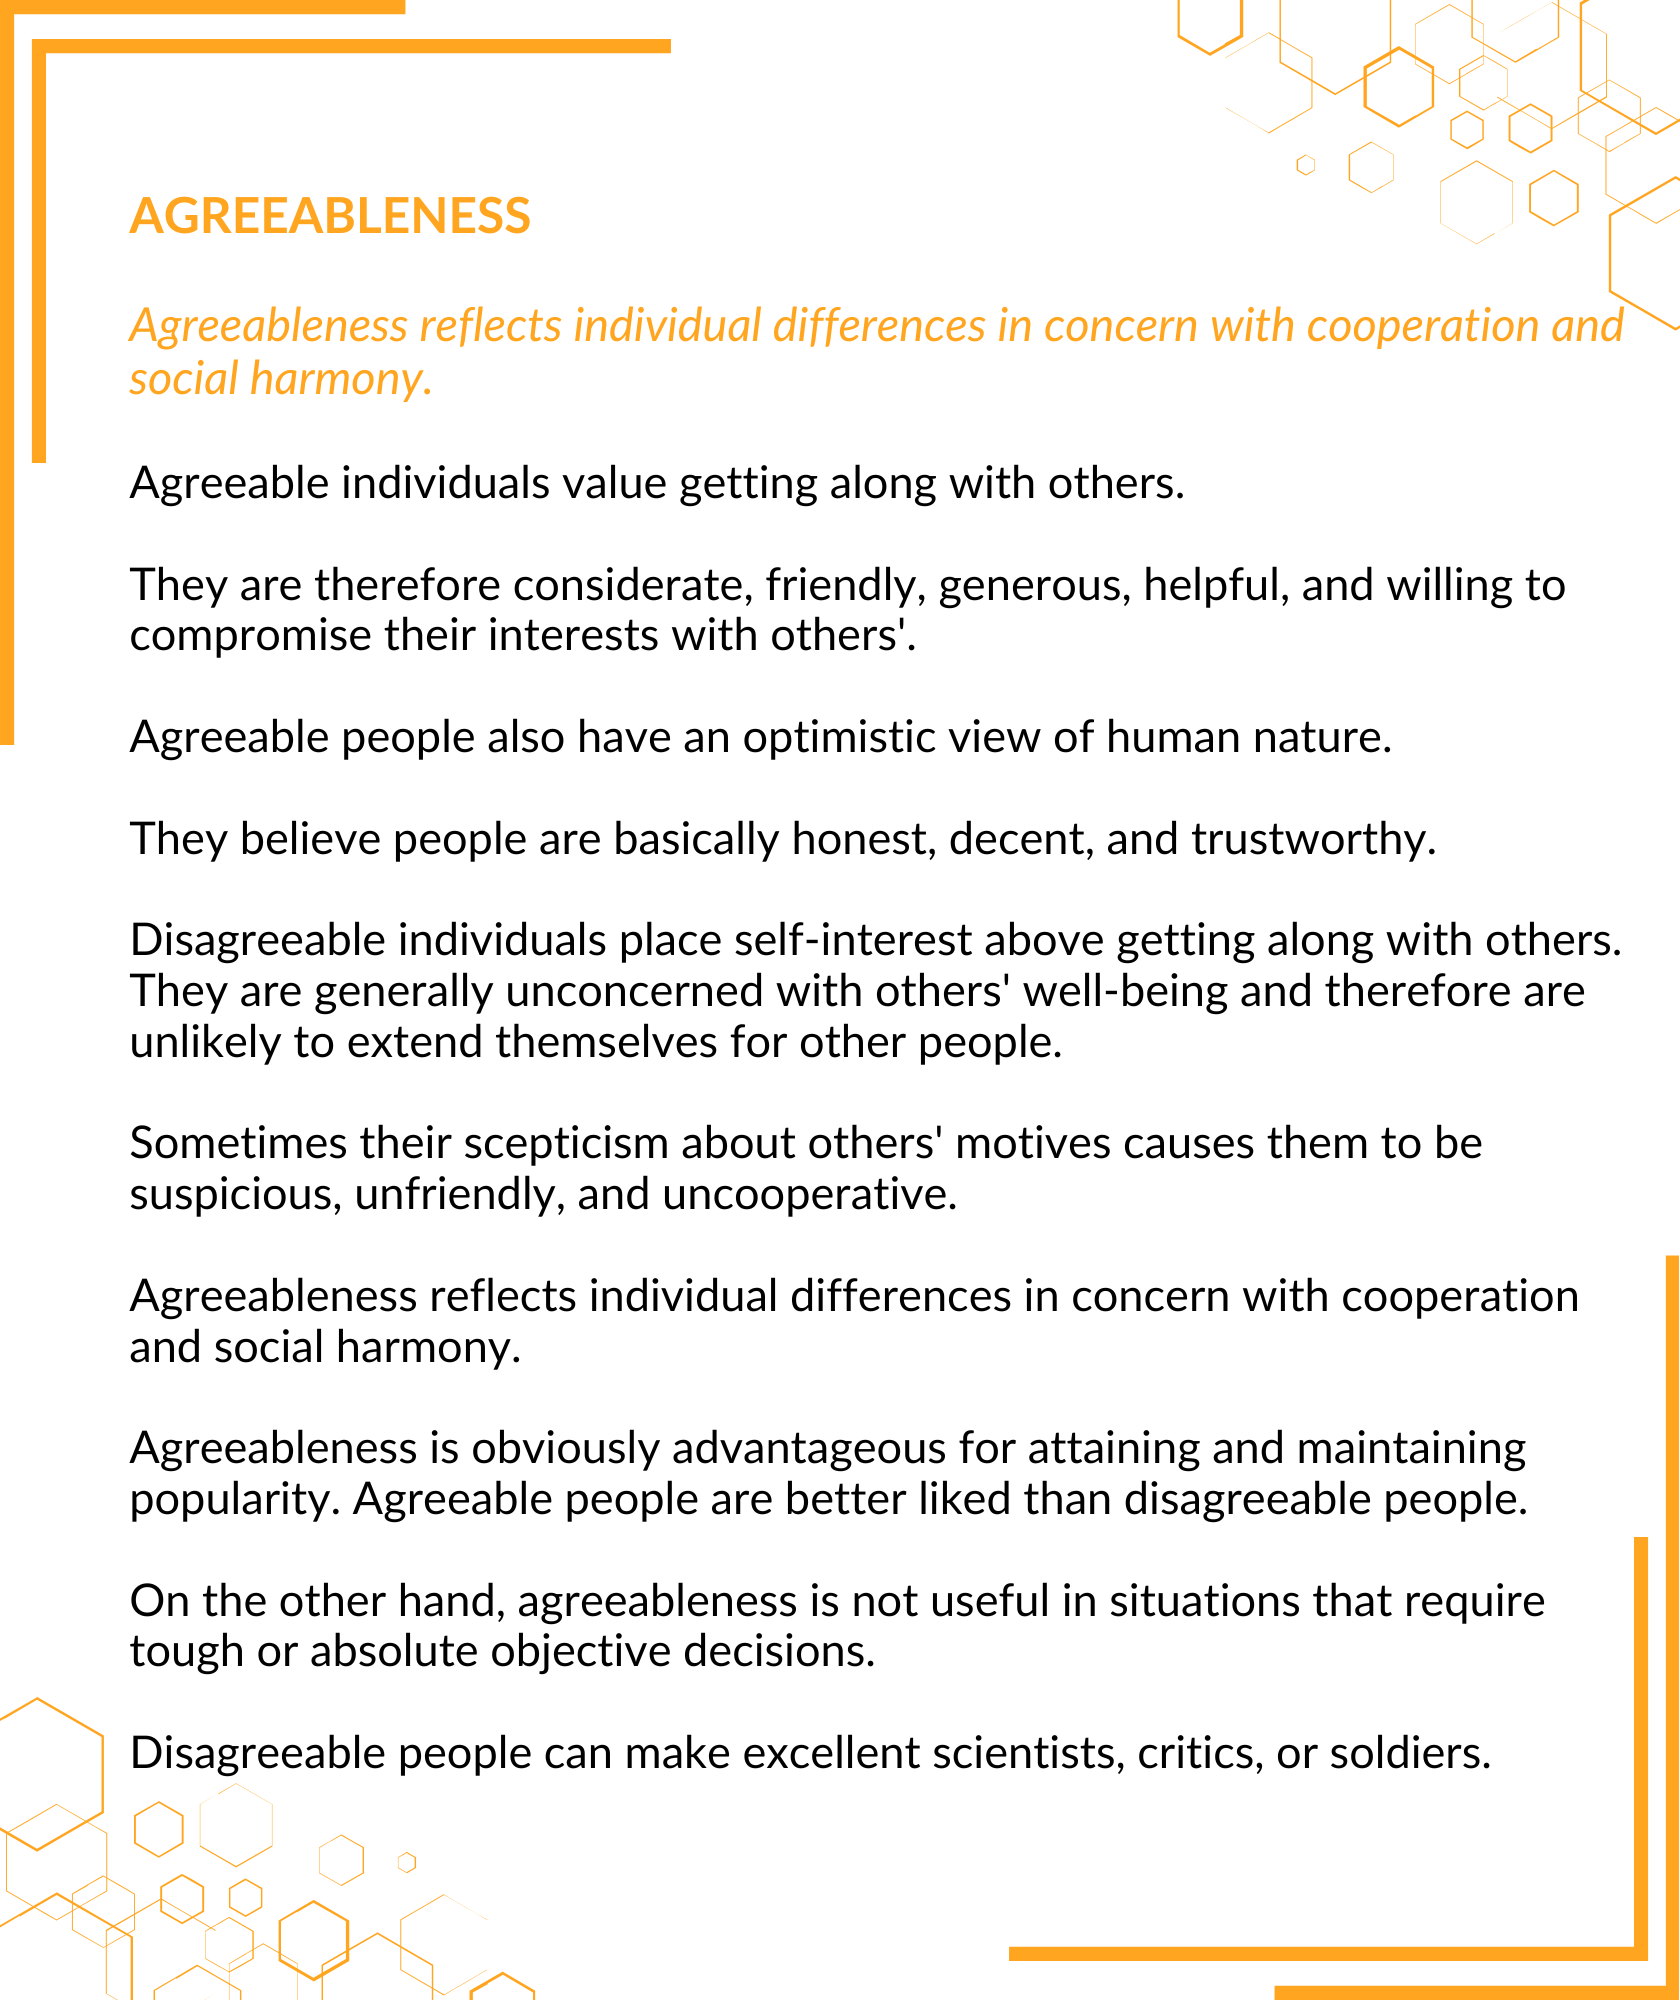 AGREEABLENESS
Agreeableness reflects individual differences in concern with cooperation and
social harmony.
Agreeable individuals value getting along with others.
They are therefore considerate, friendly, generous, helpful, and willing to
compromise their interests with others'.
Agreeable people also have an optimistic view of human nature.
They believe people are basically honest, decent, and trustworthy.
Disagreeable individuals place self-interest above getting along with others.
They are generally unconcerned with others' well-being and therefore are
unlikely to extend themselves for other people.
Sometimes their scepticism about others' motives causes them to be
suspicious, unfriendly, and uncooperative.
Agreeableness reflects individual differences in concern with cooperation
and social harmony.
Agreeableness is obviously advantageous for attaining and maintaining
popularity. Agreeable people are better liked than disagreeable people.
On the other hand, agreeableness is not useful in situations that require
tough or absolute objective decisions.
Disagreeable people can make excellent scientists, critics, or soldiers.